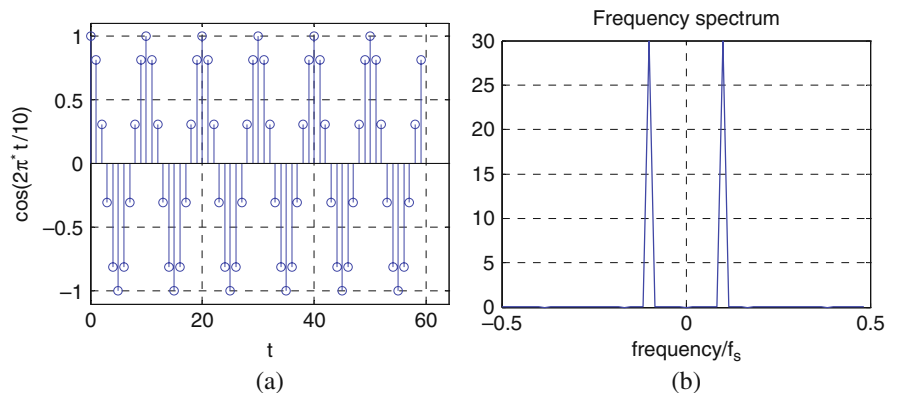 1
0.5
0
−0.5
−1
cos(2π* t/10)
0 20 40 60
t
(a)
Frequency spectrum
30
25
20
15
10
5
0
−0.5 0 0.5
frequency/fs
(b)